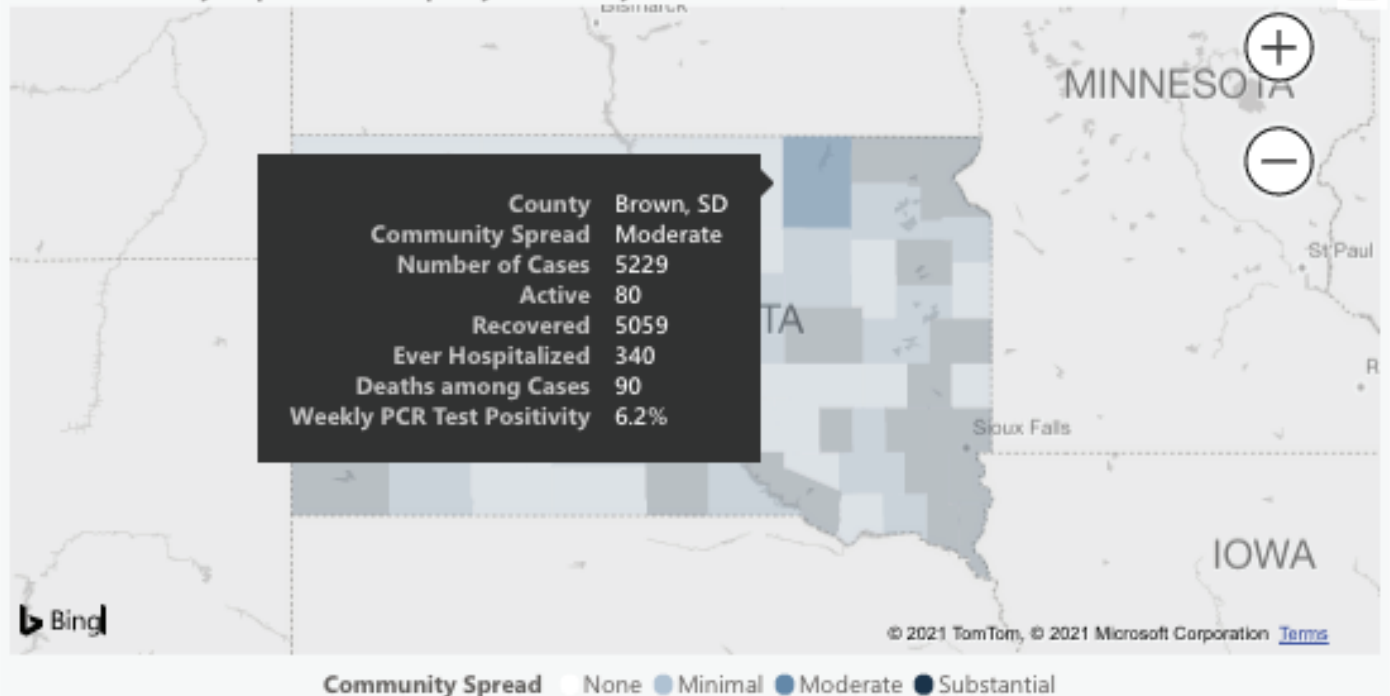 Bismarck
MINNESOTA
County Brown, SD
Community Spread Moderate
Number of Cases 5229
Active 80
Recovered 5059
Ever Hospitalized 340
Deaths among Cases 90
Weekly PCR Test Positivity 6.2%
St Paul
TA
R
Sioux Falls
IOWA
Bing
© 2021 TomTom, © 2021 Microsoft Corporation Terms
Community Spread None Minimal Moderate Substantial